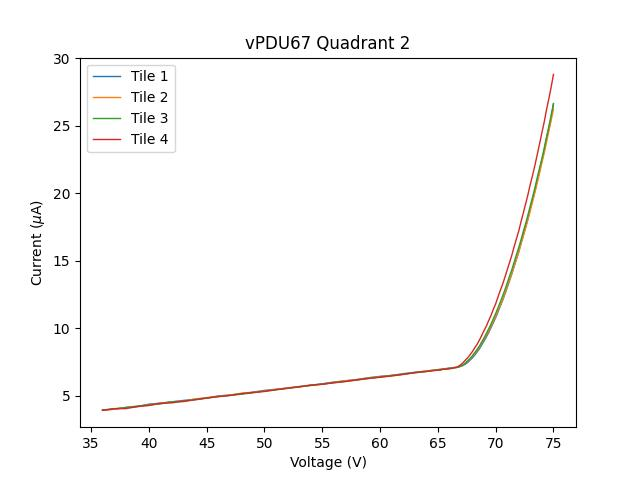 vPDU67 Quadrant 2
Tile 1
Tile 2
Tile 3
Tile 4
30
25
20
15
10
5
Current (μA)
35 40 45 50 55 60 65 70 75
Voltage (V)